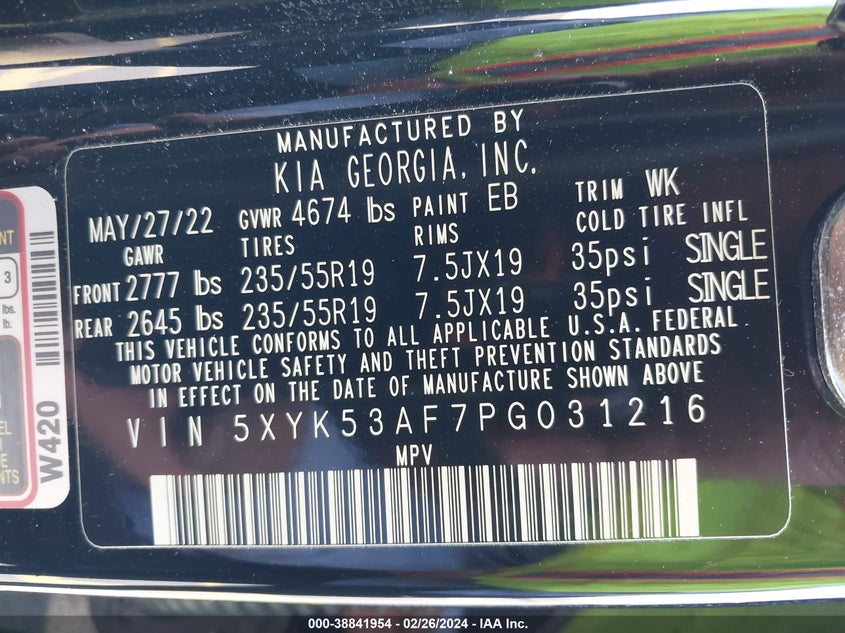 MANUFACTURED BY
KIA GEORGIA, INC.
MAY/27/22 GVWR 4674 lbs PAINT EB TRIM WK
GAWR TIRES RIMS COLD TIRE INFL
FRONT 2777 lbs 235/55R19 7.5JX19 35psi SINGLE
REAR 2645 lbs 235/55R19 7.5JX19 35psi SINGLE
THIS VEHICLE CONFORMS TO ALL APPLICABLE U.S.A. FEDERAL
MOTOR VEHICLE SAFETY AND THEFT PREVENTION STANDARDS
IN EFFECT ON THE DATE OF MANUFACTURE SHOWN ABOVE
VIN 5XYK53AF7PG031216
MPV
3
lbs.
lb.
W420
000-38841954 - 02/26/2024 - IAA Inc.